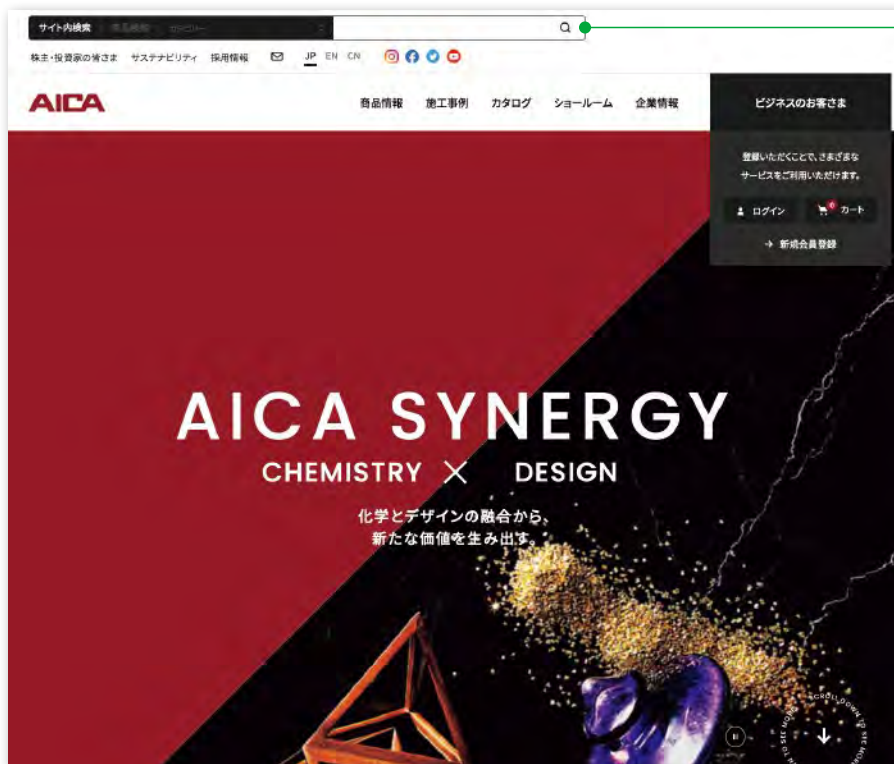 サイト内検索
株主・投資家の皆さま サステナビリティ 採用情報 JP EN CN
AICA 商品情報 施工事例 カタログ ショールーム 企業情報 ビジネスのお客さま
登録いただくことで、さまざまな
サービスをご利用いただけます。
ログイン 0 カート
→ 新規会員登録
AICA SYNERGY
CHEMISTRY × DESIGN
化学とデザインの融合から、
新たな価値を生み出す。
SCROLL DOWN TO SEE MORE